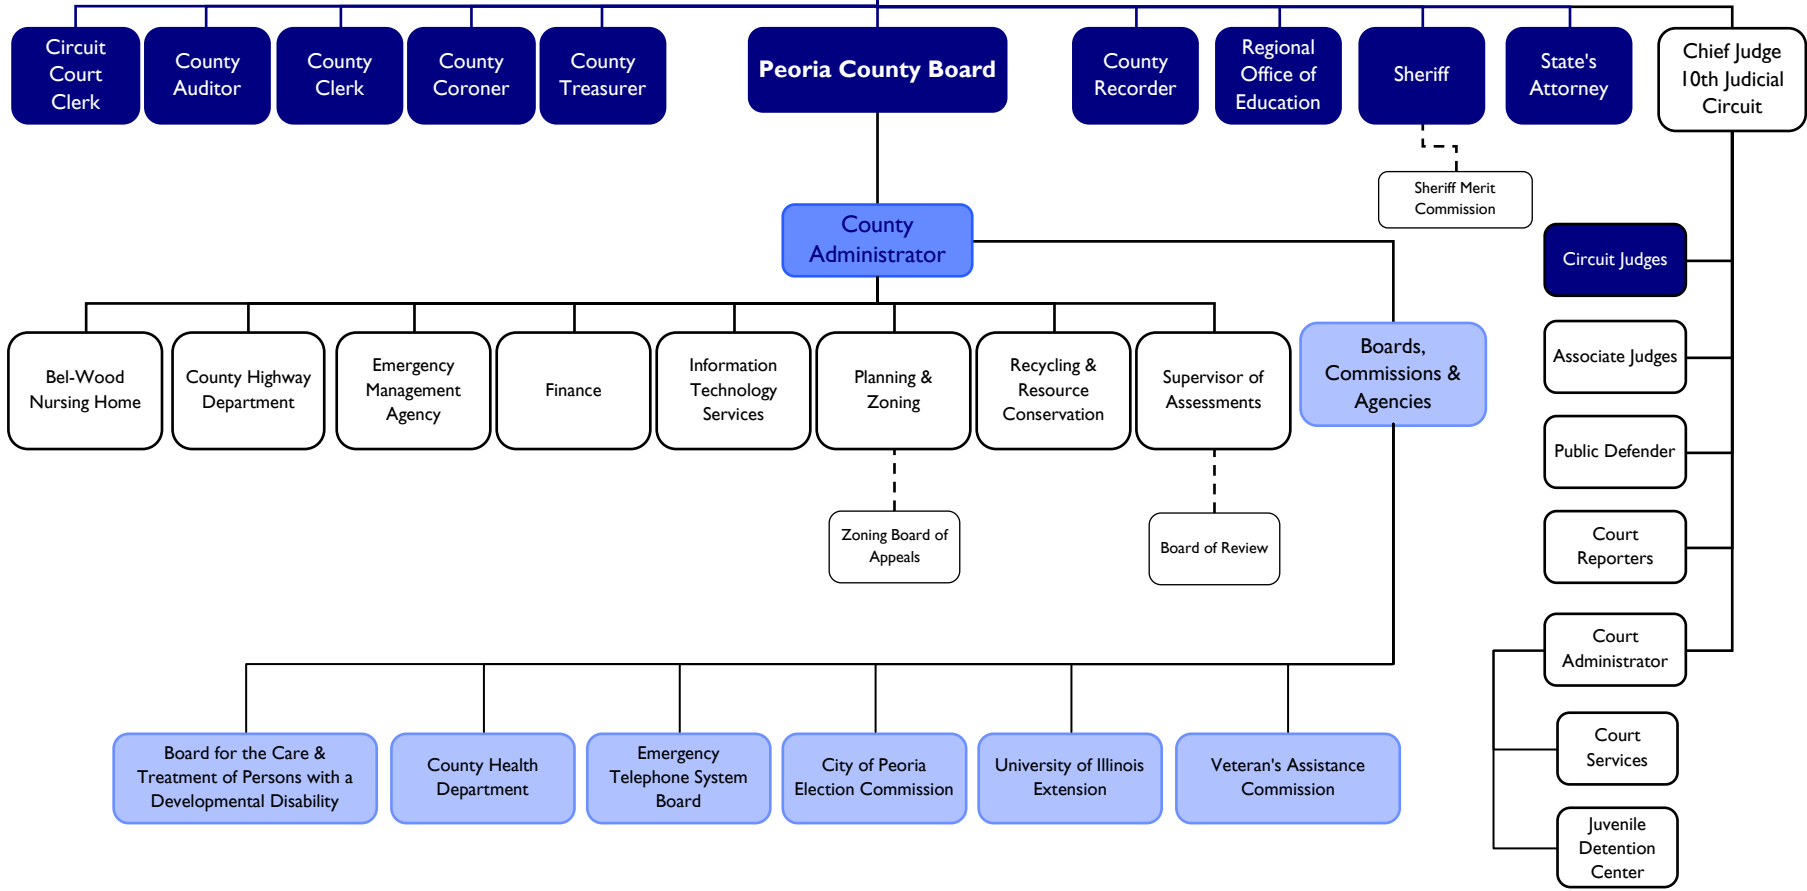 Circuit
Court
Clerk
County
Auditor
County
Clerk
County
Coroner
County
Treasurer
Peoria County Board
County
Recorder
Regional
Office of
Education
Sheriff
State's
Attorney
Chief Judge
10th Judicial
Circuit
Sheriff Merit
Commission
County
Administrator
Circuit Judges
Associate Judges
Public Defender
Court
Reporters
Court
Administrator
Court
Services
Juvenile
Detention
Center
Bel-Wood
Nursing Home
County Highway
Department
Emergency
Management
Agency
Finance
Information
Technology
Services
Planning &
Zoning
Recycling &
Resource
Conservation
Supervisor of
Assessments
Boards,
Commissions &
Agencies
Zoning Board of
Appeals
Board of Review
Board for the Care &
Treatment of Persons with a
Developmental Disability
County Health
Department
Emergency
Telephone System
Board
City of Peoria
Election Commission
University of Illinois
Extension
Veteran's Assistance
Commission